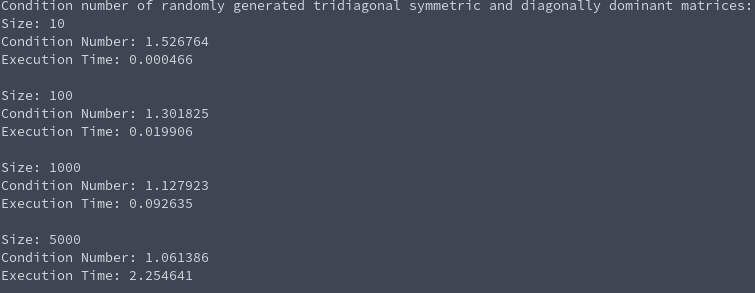 Condition number of randomly generated tridiagonal symmetric and diagonally dominant matrices:
Size: 10
Condition Number: 1.526764
Execution Time: 0.000466
Size: 100
Condition Number: 1.301825
Execution Time: 0.019906
Size: 1000
Condition Number: 1.127923
Execution Time: 0.092635
Size: 5000
Condition Number: 1.061386
Execution Time: 2.254641